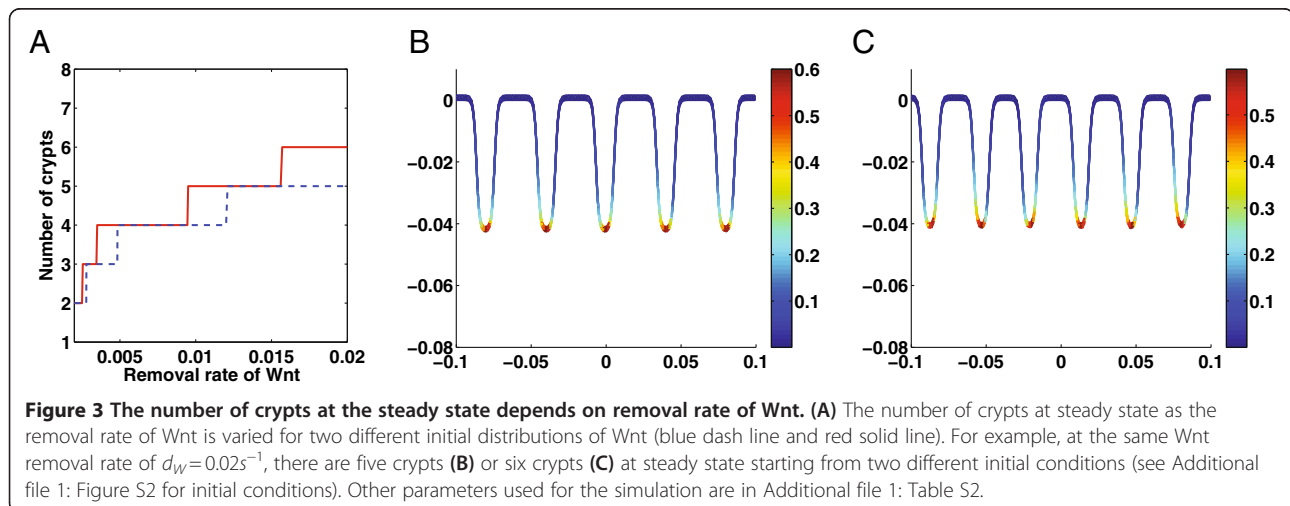 A
B
C
8
7
6
5
4
3
2
1
Number of crypts
0.005 0.01 0.015 0.02
Removal rate of Wnt
0
−0.02
−0.04
−0.06
−0.08
−0.1 −0.05 0 0.05 0.1
0.6
0.5
0.4
0.3
0.2
0.1
0
−0.02
−0.04
−0.06
−0.08
−0.1 −0.05 0 0.05 0.1
0.5
0.4
0.3
0.2
0.1
Figure 3 The number of crypts at the steady state depends on removal rate of Wnt. (A) The number of crypts at steady state as the
removal rate of Wnt is varied for two different initial distributions of Wnt (blue dash line and red solid line). For example, at the same Wnt
removal rate of d_W = 0.02s⁻¹, there are five crypts (B) or six crypts (C) at steady state starting from two different initial conditions (see Additional
file 1: Figure S2 for initial conditions). Other parameters used for the simulation are in Additional file 1: Table S2.